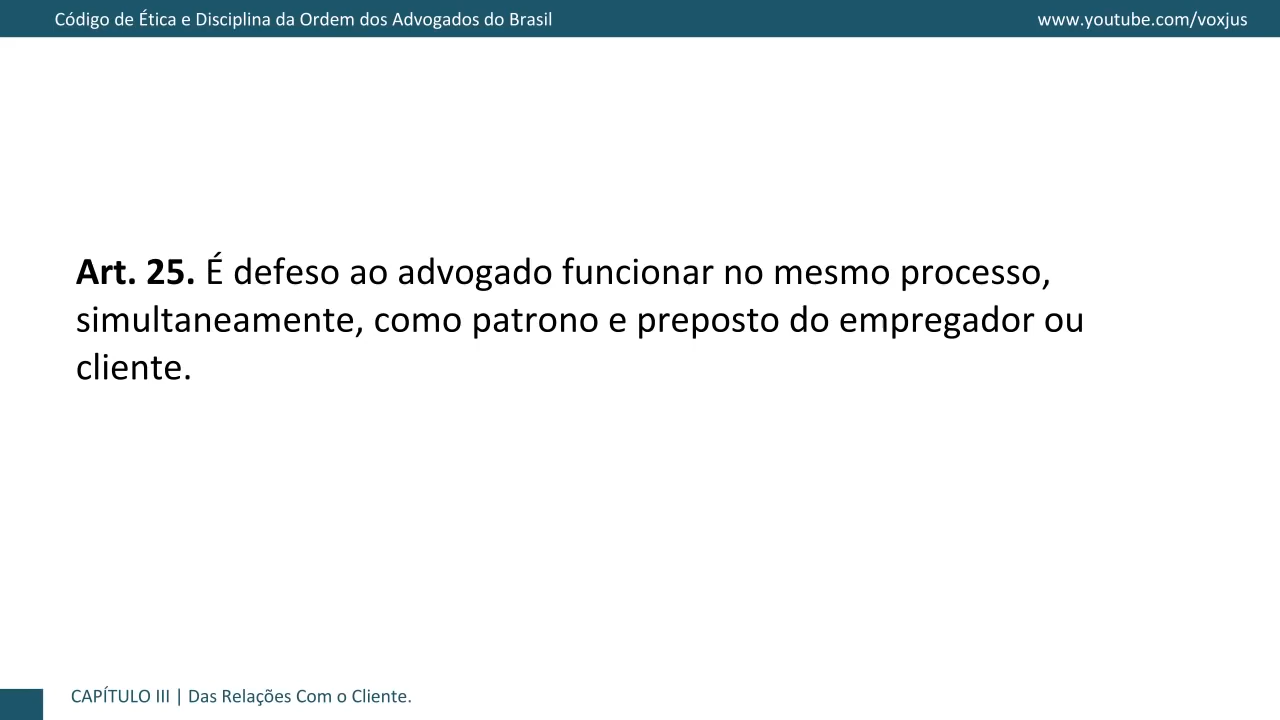 Código de Ética e Disciplina da Ordem dos Advogados do Brasil
www.youtube.com/voxjus
Art. 25. É defeso ao advogado funcionar no mesmo processo,
simultaneamente, como patrono e preposto do empregador ou
cliente.
CAPÍTULO III | Das Relações Com o Cliente.